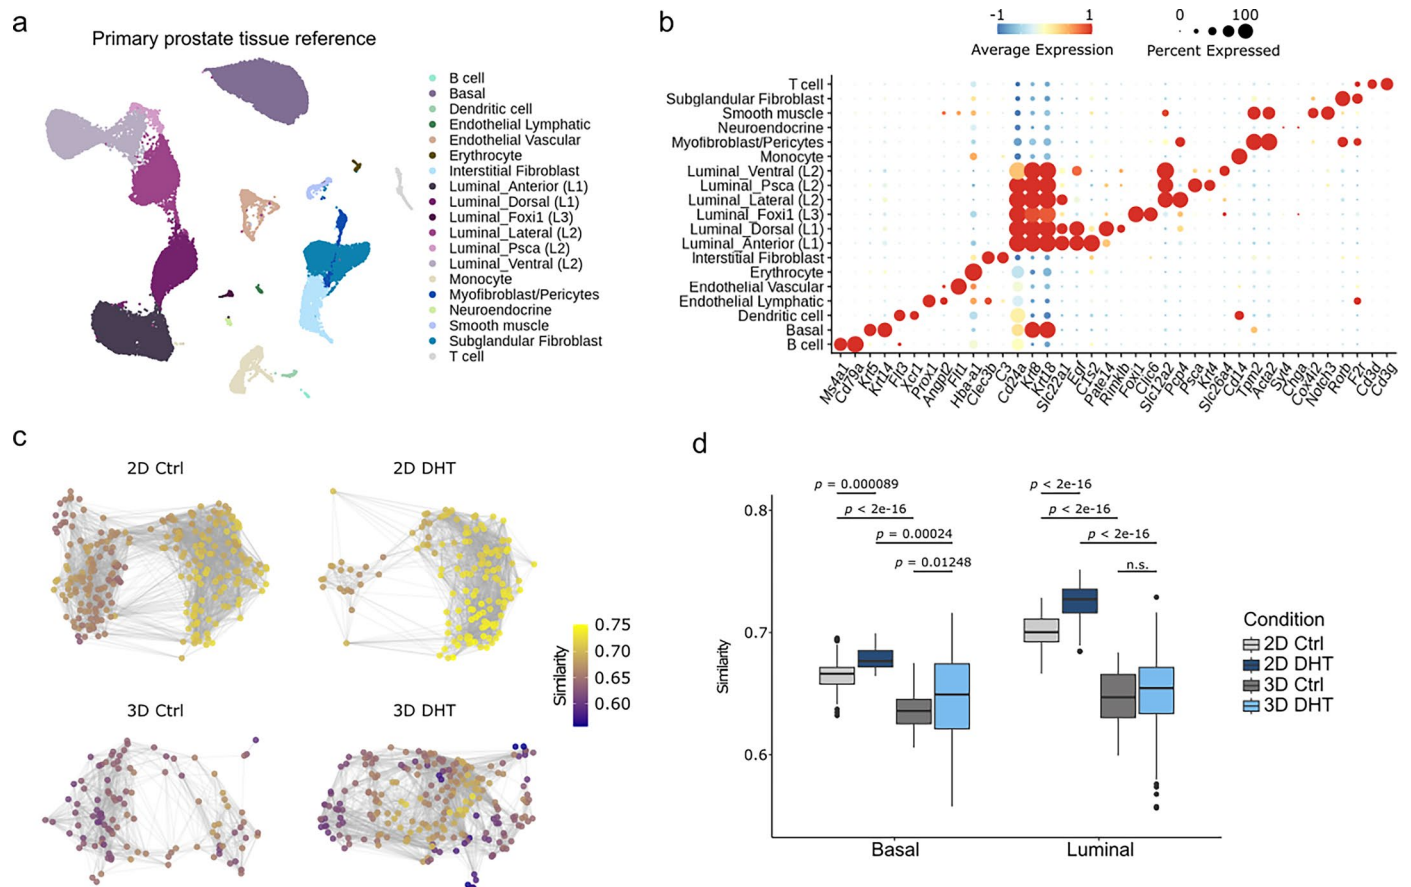 a
Primary prostate tissue reference
B cell
Basal
Dendritic cell
Endothelial Lymphatic
Endothelial Vascular
Erythrocyte
Interstitial Fibroblast
Luminal_Anterior (L1)
Luminal_Dorsal (L1)
Luminal_Foxi1 (L3)
Luminal_Lateral (L2)
Luminal_Psca (L2)
Luminal_Ventral (L2)
Monocyte
Myofibroblast/Pericytes
Neuroendocrine
Smooth muscle
Subglandular Fibroblast
T cell
b
-1 1
Average Expression
0 100
Percent Expressed
T cell
Subglandular Fibroblast
Smooth muscle
Neuroendocrine
Myofibroblast/Pericytes
Monocyte
Luminal_Ventral (L2)
Luminal_Psca (L2)
Luminal_Lateral (L2)
Luminal_Foxi1 (L3)
Luminal_Dorsal (L1)
Luminal_Anterior (L1)
Interstitial Fibroblast
Erythrocyte
Endothelial Vascular
Endothelial Lymphatic
Dendritic cell
Basal
B cell
Ms4a1
Cd79a
Krt5
Krt14
Flt3
Xcr1
Prox1
Angpt2
Flt1
Hba-a1
Clec3b
C3
Cd24a
Krt8
Krt18
Slc22a1
Egf
C1s2
Pate14
Rimklb
Foxi1
Clic6
Slc12a2
Pcp4
Psca
Krt4
Slc26a4
Cd14
Tpm2
Acta2
Syt4
Chga
Cox4i2
Notch3
Rorb
F2r
Cd3d
Cd3g
c
2D Ctrl
2D DHT
3D Ctrl
3D DHT
Similarity
0.75
0.70
0.65
0.60
d
p = 0.000089
p < 2e-16
p = 0.00024
p = 0.01248
p < 2e-16
p < 2e-16
p < 2e-16
n.s.
0.8
0.7
0.6
Similarity
Basal
Luminal
Condition
2D Ctrl
2D DHT
3D Ctrl
3D DHT